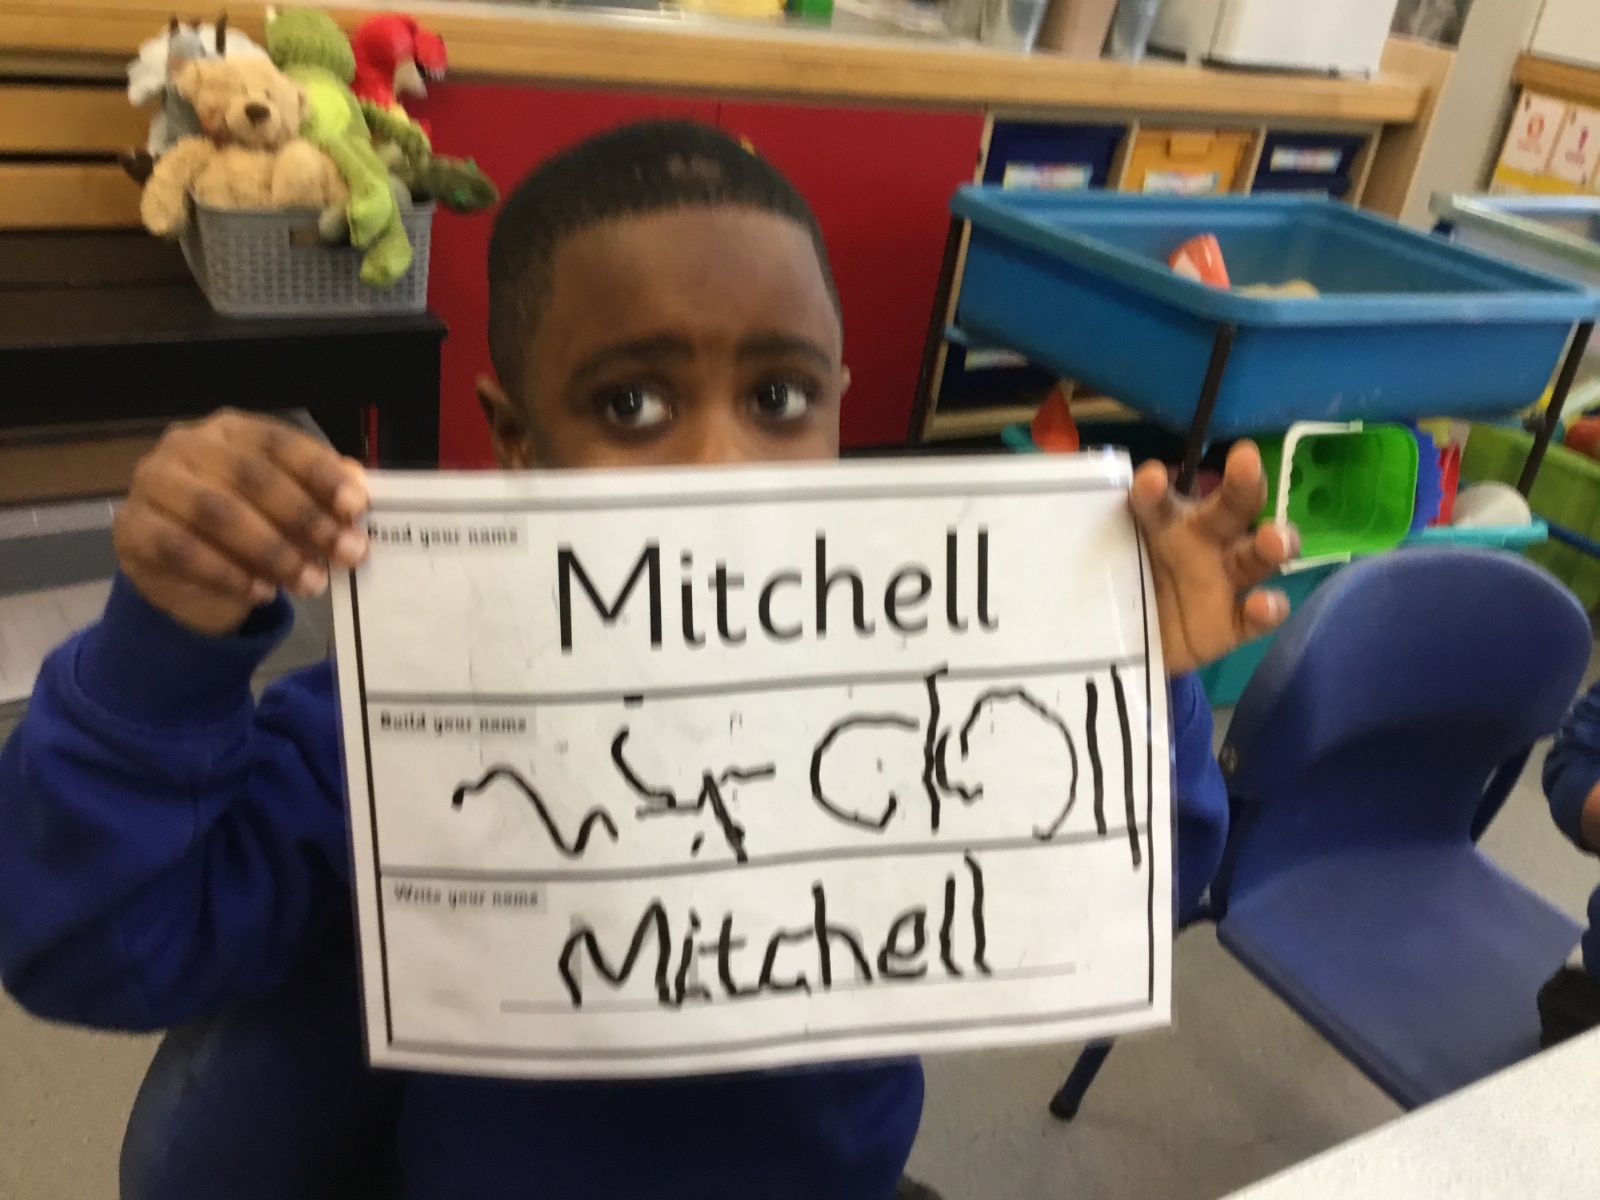 Read your name
Mitchell
Build your name
Write your name
Mitchell